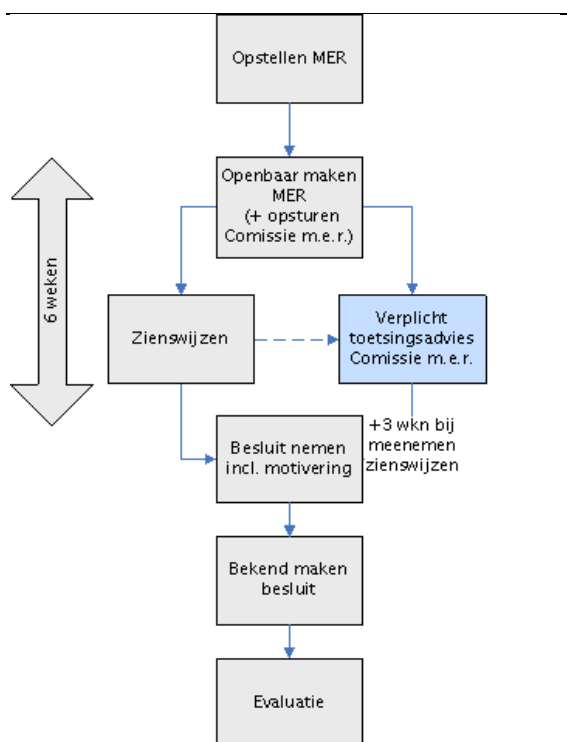 Opstellen MER
Openbaar maken
MER
(+ opsturen
Comissie m.e.r.)
6 weken
Zienswijzen
Verplicht
toetsingsadvies
Comissie m.e.r.
+3 wkn bij
meenemen
zienswijzen
Besluit nemen
incl. motivering
Bekend maken
besluit
Evaluatie